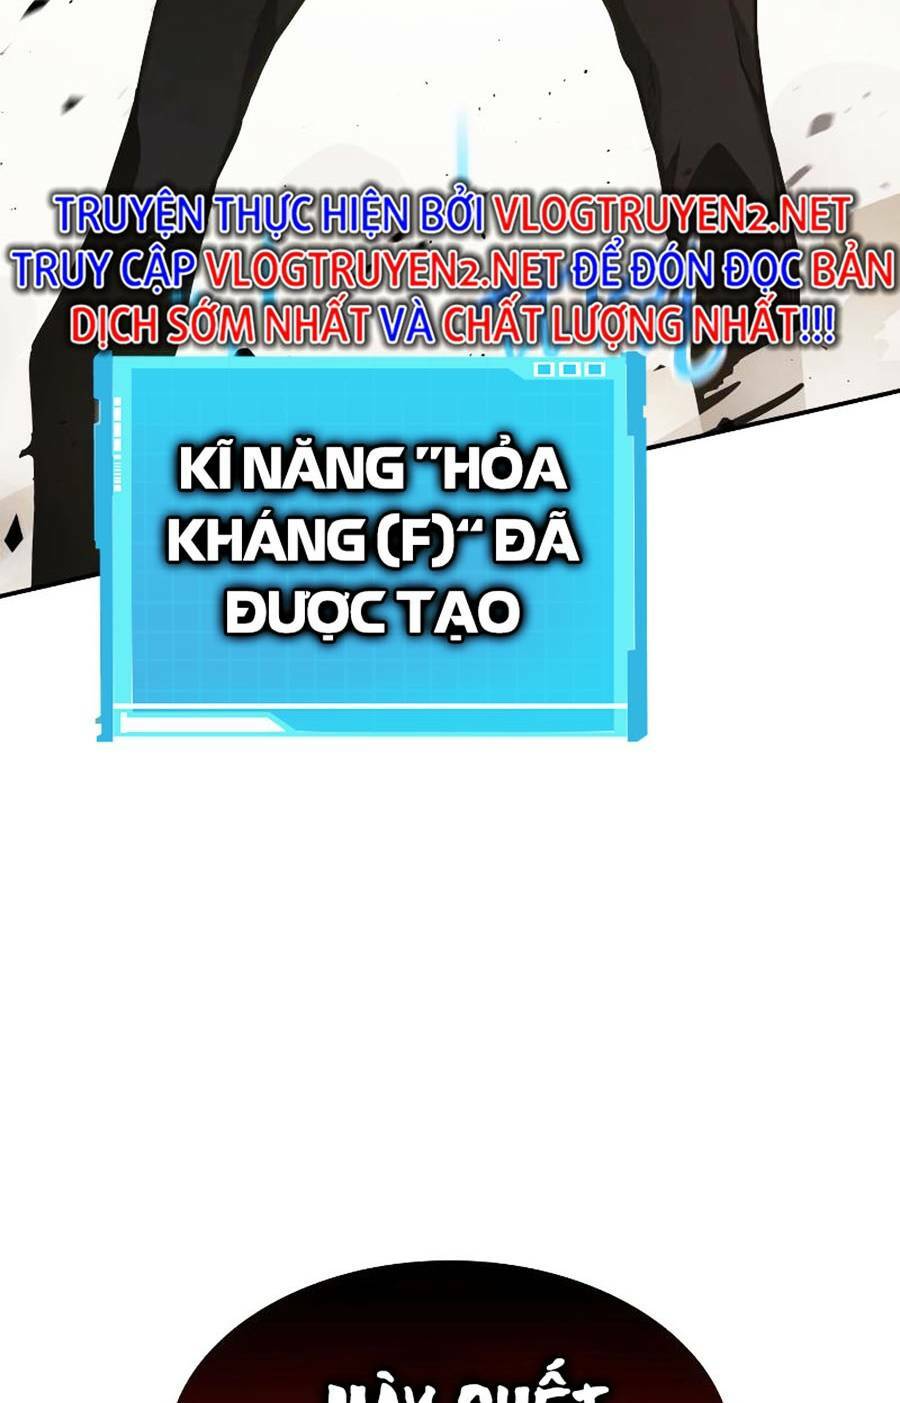 TRUYỆN THỰC HIỆN BỞI VLOGTRUYEN2.NET
TRUY CẬP VLOGTRUYEN2.NET ĐỂ ĐÓN ĐỌC BẢN
DỊCH SỚM NHẤT VÀ CHẤT LƯỢNG NHẤT!!!
KĨ NĂNG "HỎA
KHÁNG (F)“ ĐÃ
ĐƯỢC TẠO